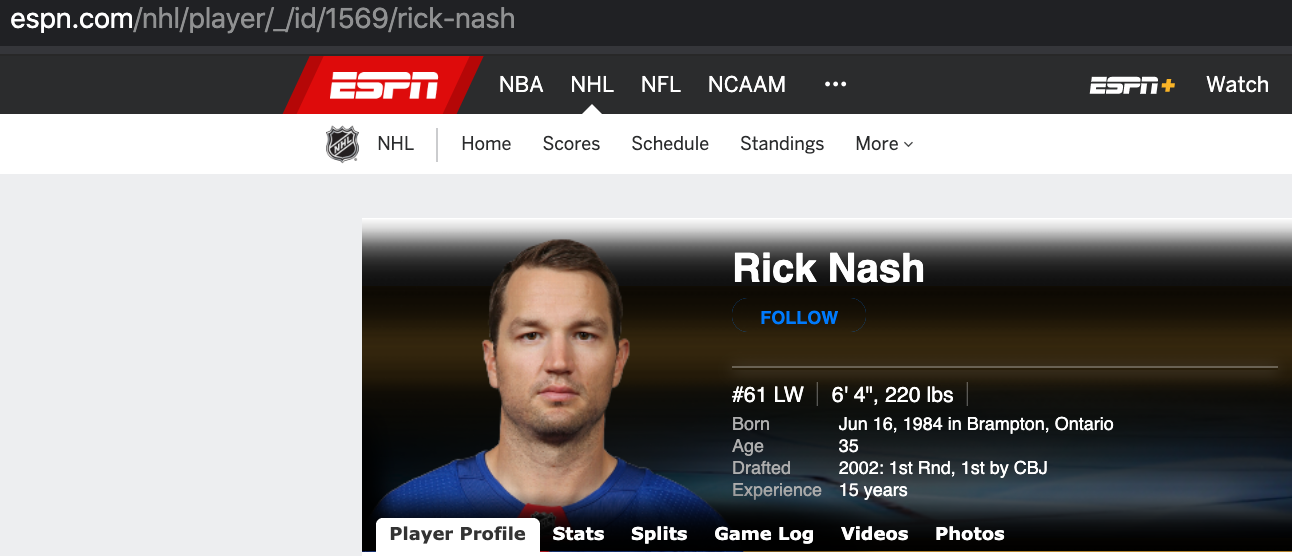 espn.com/nhl/player/_/id/1569/rick-nash
ESPN NBA NHL NFL NCAAM ••• ESPN+ Watch
NHL NHL Home Scores Schedule Standings More
Rick Nash
FOLLOW
#61 LW 6' 4", 220 lbs
Born Jun 16, 1984 in Brampton, Ontario
Age 35
Drafted 2002: 1st Rnd, 1st by CBJ
Experience 15 years
Player Profile Stats Splits Game Log Videos Photos